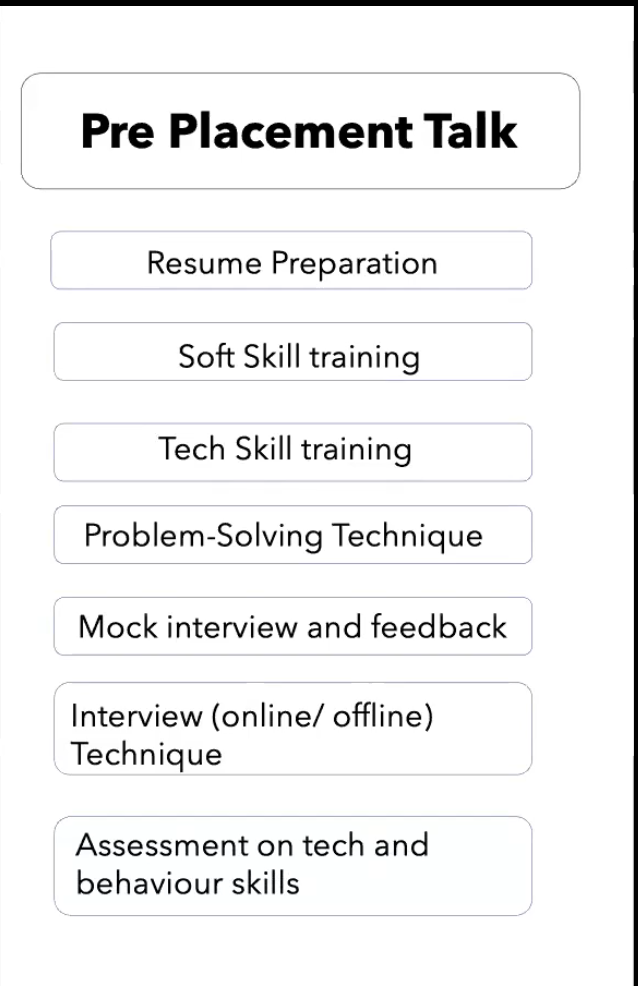 Pre Placement Talk
Resume Preparation
Soft Skill training
Tech Skill training
Problem-Solving Technique
Mock interview and feedback
Interview (online/ offline)
Technique
Assessment on tech and
behaviour skills